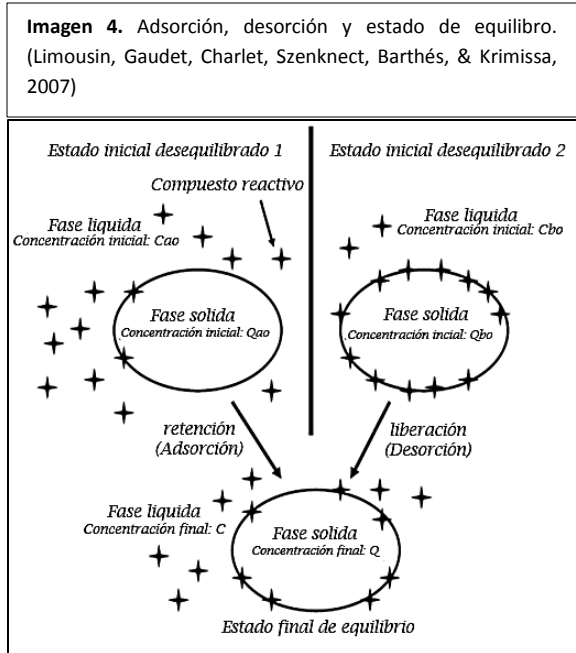 Imagen 4. Adsorción, desorción y estado de equilibro.
(Limousin, Gaudet, Charlet, Szenknect, Barthés, & Krimissa,
2007)
Estado inicial desequilibrado 1
Estado inicial desequilibrado 2
Compuesto reactivo
Fase liquida
Concentración inicial: Cao
Fase liquida
Concentración inicial: Cbo
Fase solida
Concentración inicial: Qao
Fase solida
Concentración incial: Qbo
retención
(Adsorción)
liberación
(Desorción)
Fase liquida
Concentración final: C
Fase solida
Concentración final: Q
Estado final de equilibrio